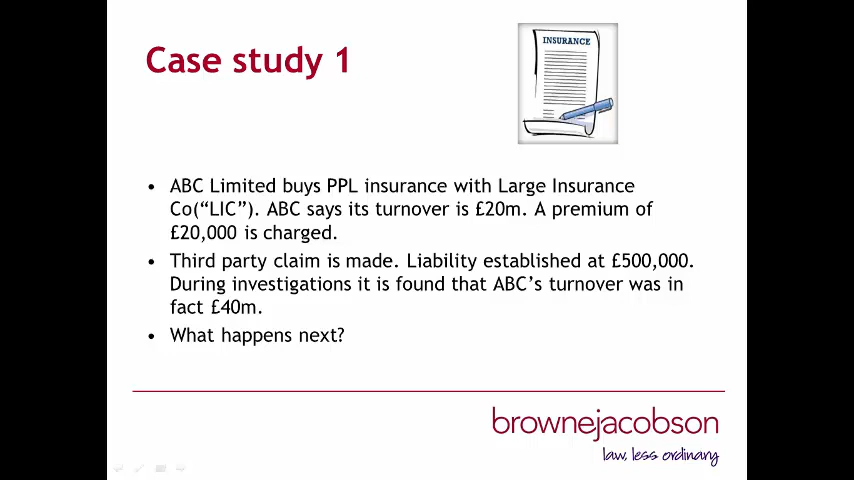 Case study 1
INSURANCE
• ABC Limited buys PPL insurance with Large Insurance
Co(“LIC”). ABC says its turnover is £20m. A premium of
£20,000 is charged.
• Third party claim is made. Liability established at £500,000.
During investigations it is found that ABC’s turnover was in
fact £40m.
• What happens next?
brownejacobson
law, less ordinary